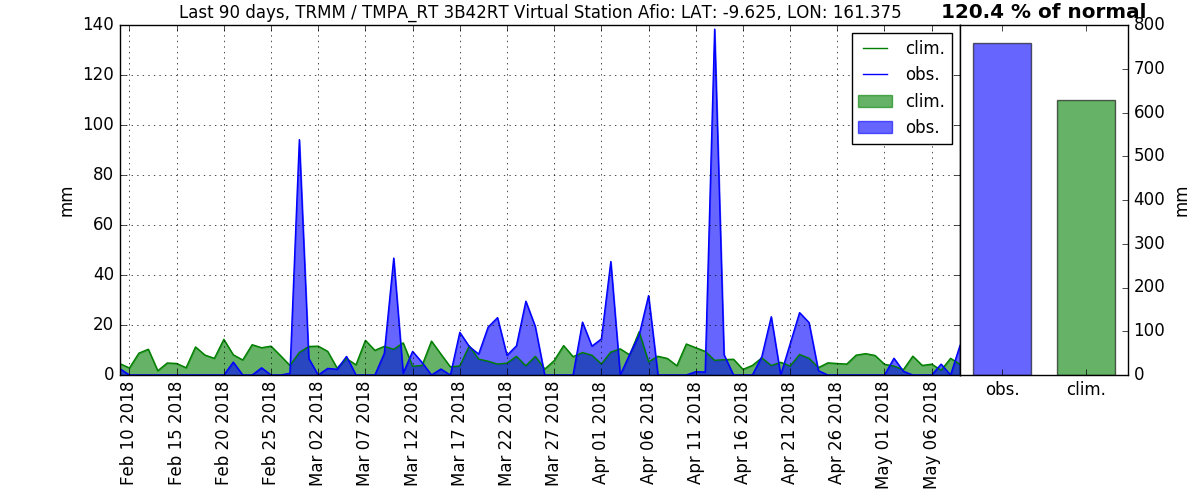 Last 90 days, TRMM / TMPA_RT 3B42RT Virtual Station Afio: LAT: -9.625, LON: 161.375
120.4 % of normal
140
120
100
80
60
40
20
0
mm
clim.
obs.
clim.
obs.
800
700
600
500
400
300
200
100
0
mm
obs.
clim.
Feb 10 2018
Feb 15 2018
Feb 20 2018
Feb 25 2018
Mar 02 2018
Mar 07 2018
Mar 12 2018
Mar 17 2018
Mar 22 2018
Mar 27 2018
Apr 01 2018
Apr 06 2018
Apr 11 2018
Apr 16 2018
Apr 21 2018
Apr 26 2018
May 01 2018
May 06 2018